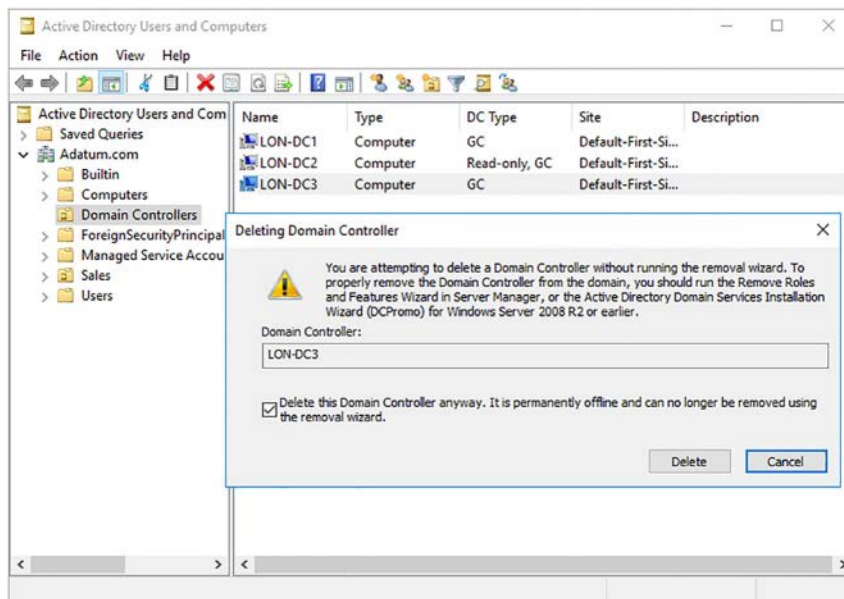 Active Directory Users and Computers
File Action View Help
Active Directory Users and Com
Saved Queries
Adatum.com
Builtin
Computers
Domain Controllers
ForeignSecurityPrincipal
Managed Service Accou
Sales
Users
Name Type DC Type Site Description
LON-DC1 Computer GC Default-First-Si...
LON-DC2 Computer Read-only, GC Default-First-Si...
LON-DC3 Computer GC Default-First-Si...
Deleting Domain Controller
You are attempting to delete a Domain Controller without running the removal wizard. To
properly remove the Domain Controller from the domain, you should run the Remove Roles
and Features Wizard in Server Manager, or the Active Directory Domain Services Installation
Wizard (DCPromo) for Windows Server 2008 R2 or earlier.
Domain Controller:
LON-DC3
Delete this Domain Controller anyway. It is permanently offline and can no longer be removed using
the removal wizard.
Delete Cancel